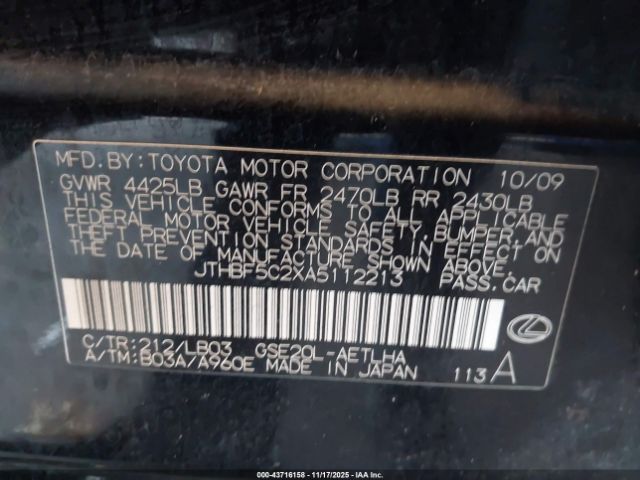 MFD.BY:TOYOTA MOTOR CORPORATION 10/09
GVWR 4425LB GAWR FR 2470LB RR 2430LB
THIS VEHICLE CONFORMS TO ALL APPLICABLE
FEDERAL MOTOR VEHICLE SAFETY,BUMPER,AND
THEFT PREVENTION STANDARDS IN EFFECT ON
THE DATE OF MANUFACTURE SHOWN ABOVE.
JTHBF5C2XA5112213 PASS.CAR
C/TR:212/LB03 GSE20L-AETLHA
A/TM:B03A/A960E MADE IN JAPAN 113 A
000-43716158 - 11/17/2025 - IAA Inc.